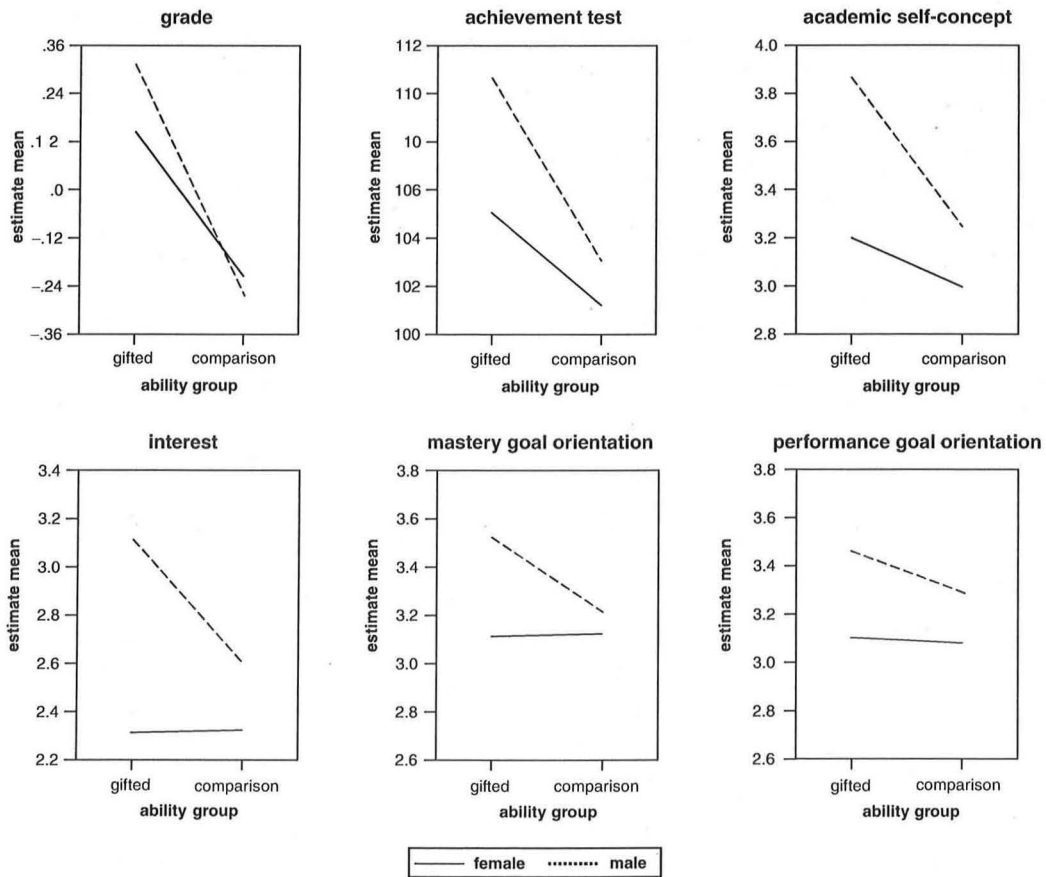 grade
.36
.24
.1 2
.0
–.12
–.24
–.36
estimate mean
gifted comparison
ability group
achievement test
112
110
10
106
104
102
100
estimate mean
gifted comparison
ability group
academic self-concept
4.0
3.8
3.6
3.4
3.2
3.0
2.8
estimate mean
gifted comparison
ability group
interest
3.4
3.2
3.0
2.8
2.6
2.4
2.2
estimate mean
gifted comparison
ability group
mastery goal orientation
3.8
3.6
3.4
3.2
3.0
2.8
2.6
estimate mean
gifted comparison
ability group
performance goal orientation
3.8
3.6
3.4
3.2
3.0
2.8
2.6
estimate mean
gifted comparison
ability group
female male